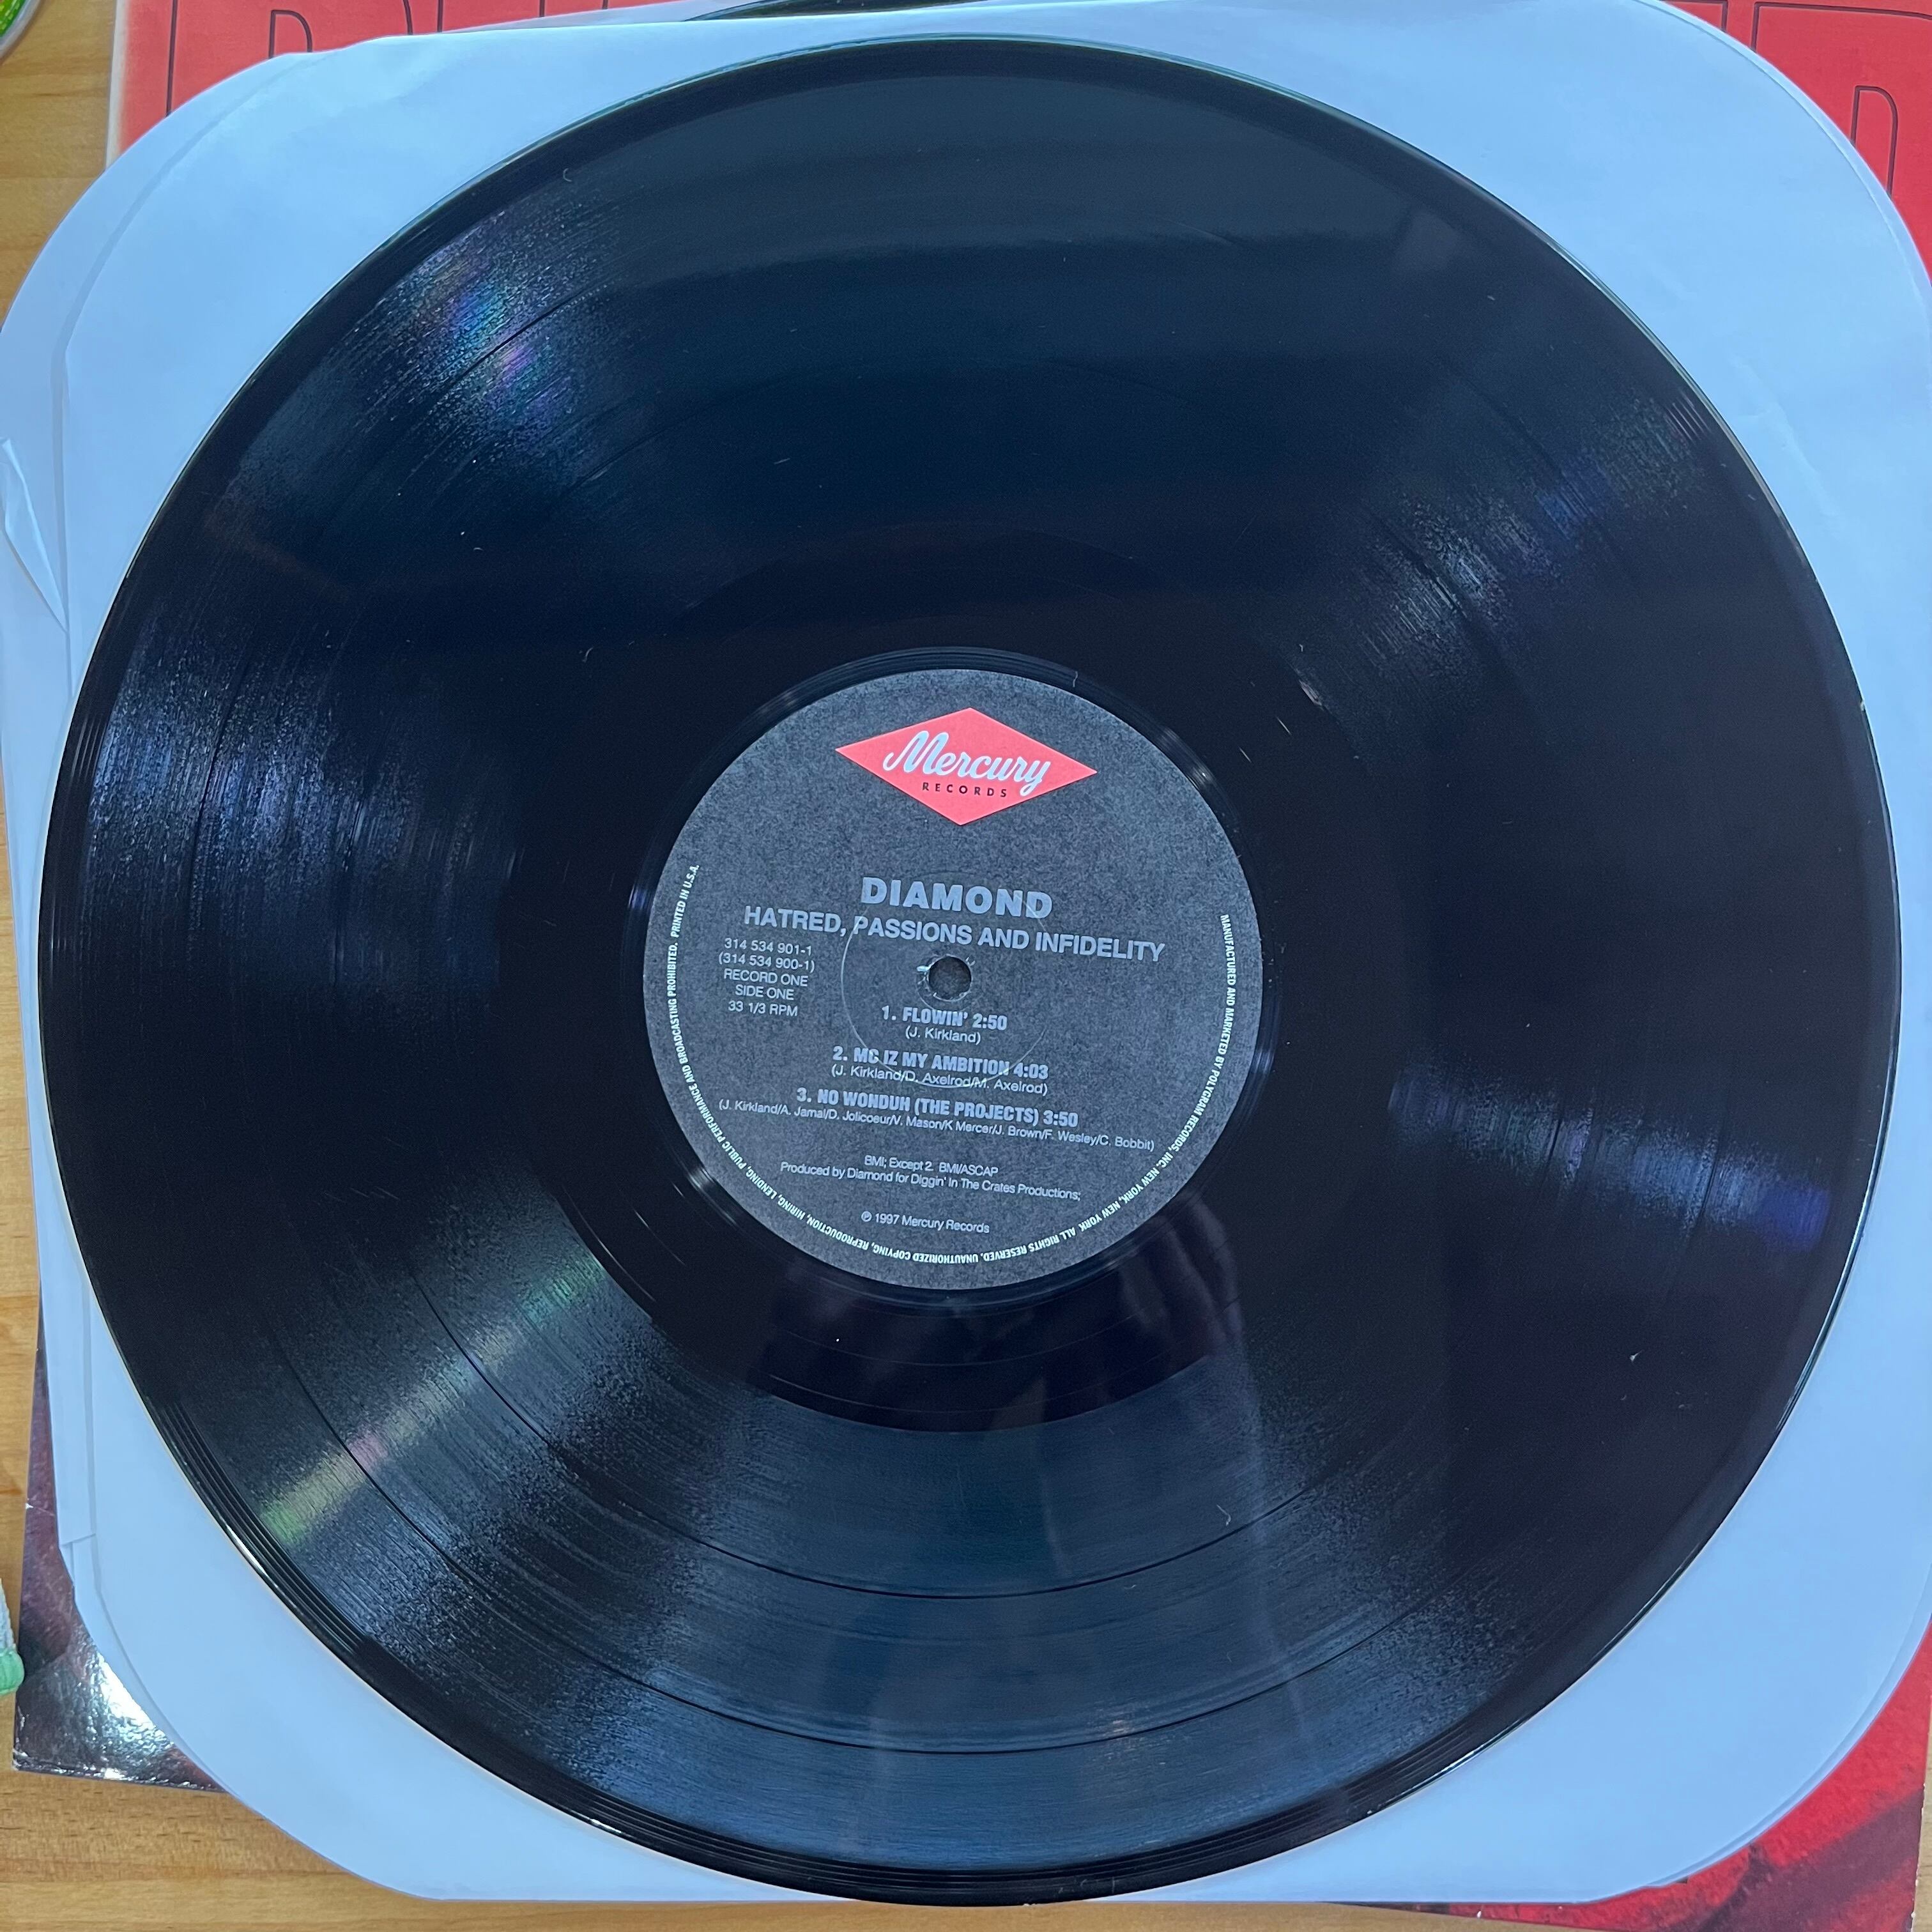 Mercury
RECORDS
DIAMOND
HATRED, PASSIONS AND INFIDELITY
314 534 901-1
(314 534 900-1)
RECORD ONE
SIDE ONE
33 1/3 RPM
1. FLOWIN' 2:50
(J. Kirkland)
2. MC IZ MY AMBITION 4:03
(J. Kirkland/D. Axelrod/M. Axelrod)
3. NO WONDUH (THE PROJECTS) 3:50
(J. Kirkland/A. Jamal/D. Jolicoeur/V. Mason/K Mercer/J. Brown/F. Wesley/C. Bobbit)
BMI; Except 2. BMI/ASCAP
Produced by Diamond for Diggin' In The Crates Productions;
℗ 1997 Mercury Records
MANUFACTURED AND MARKETED BY POLYGRAM RECORDS, INC. NEW YORK, NEW YORK ALL RIGHTS RESERVED. UNAUTHORIZED COPYING, REPRODUCTION, HIRING, LENDING, PUBLIC PERFORMANCE AND BROADCASTING PROHIBITED. PRINTED IN U.S.A.